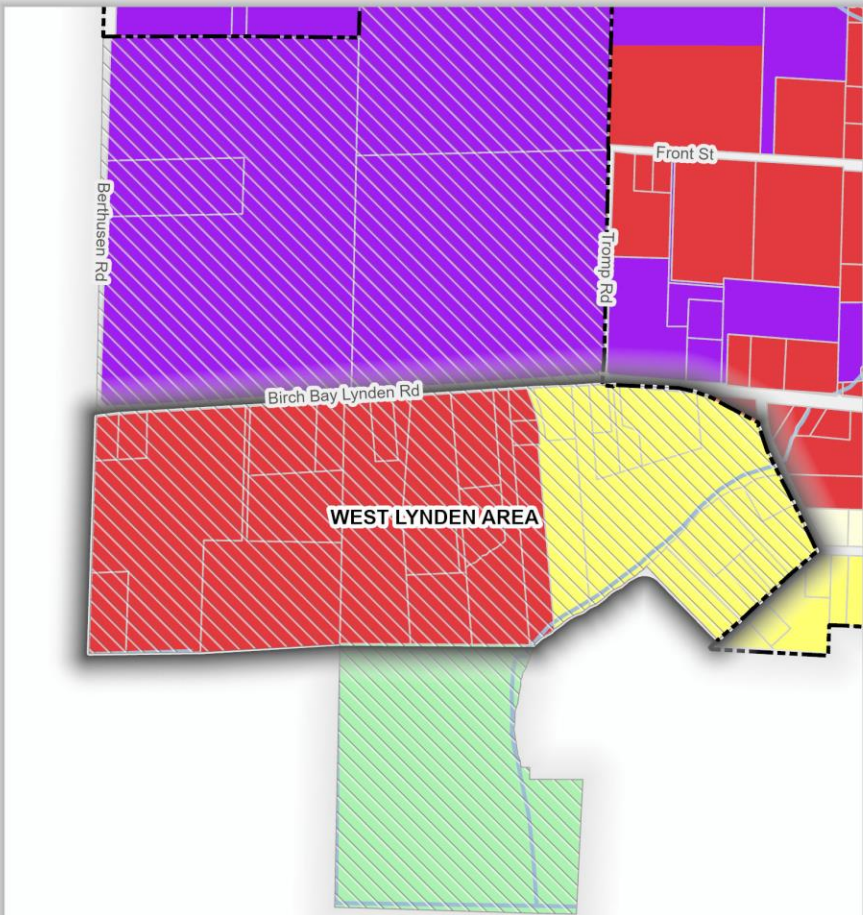 Front St
Berthusen Rd
Tromp Rd
Birch Bay Lynden Rd
WEST LYNDEN AREA